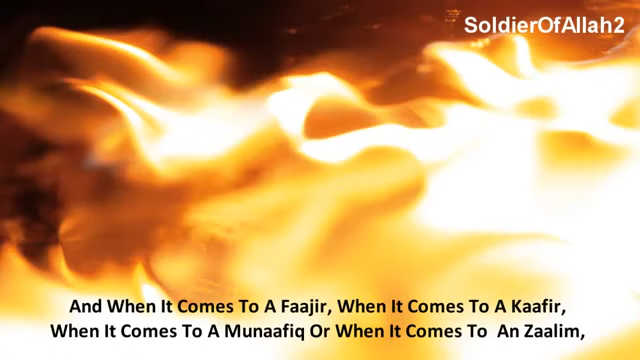 SoldierOfAllah2
And When It Comes To A Faajir, When It Comes To A Kaafir,
When It Comes To A Munaafiq Or When It Comes To  An Zaalim,